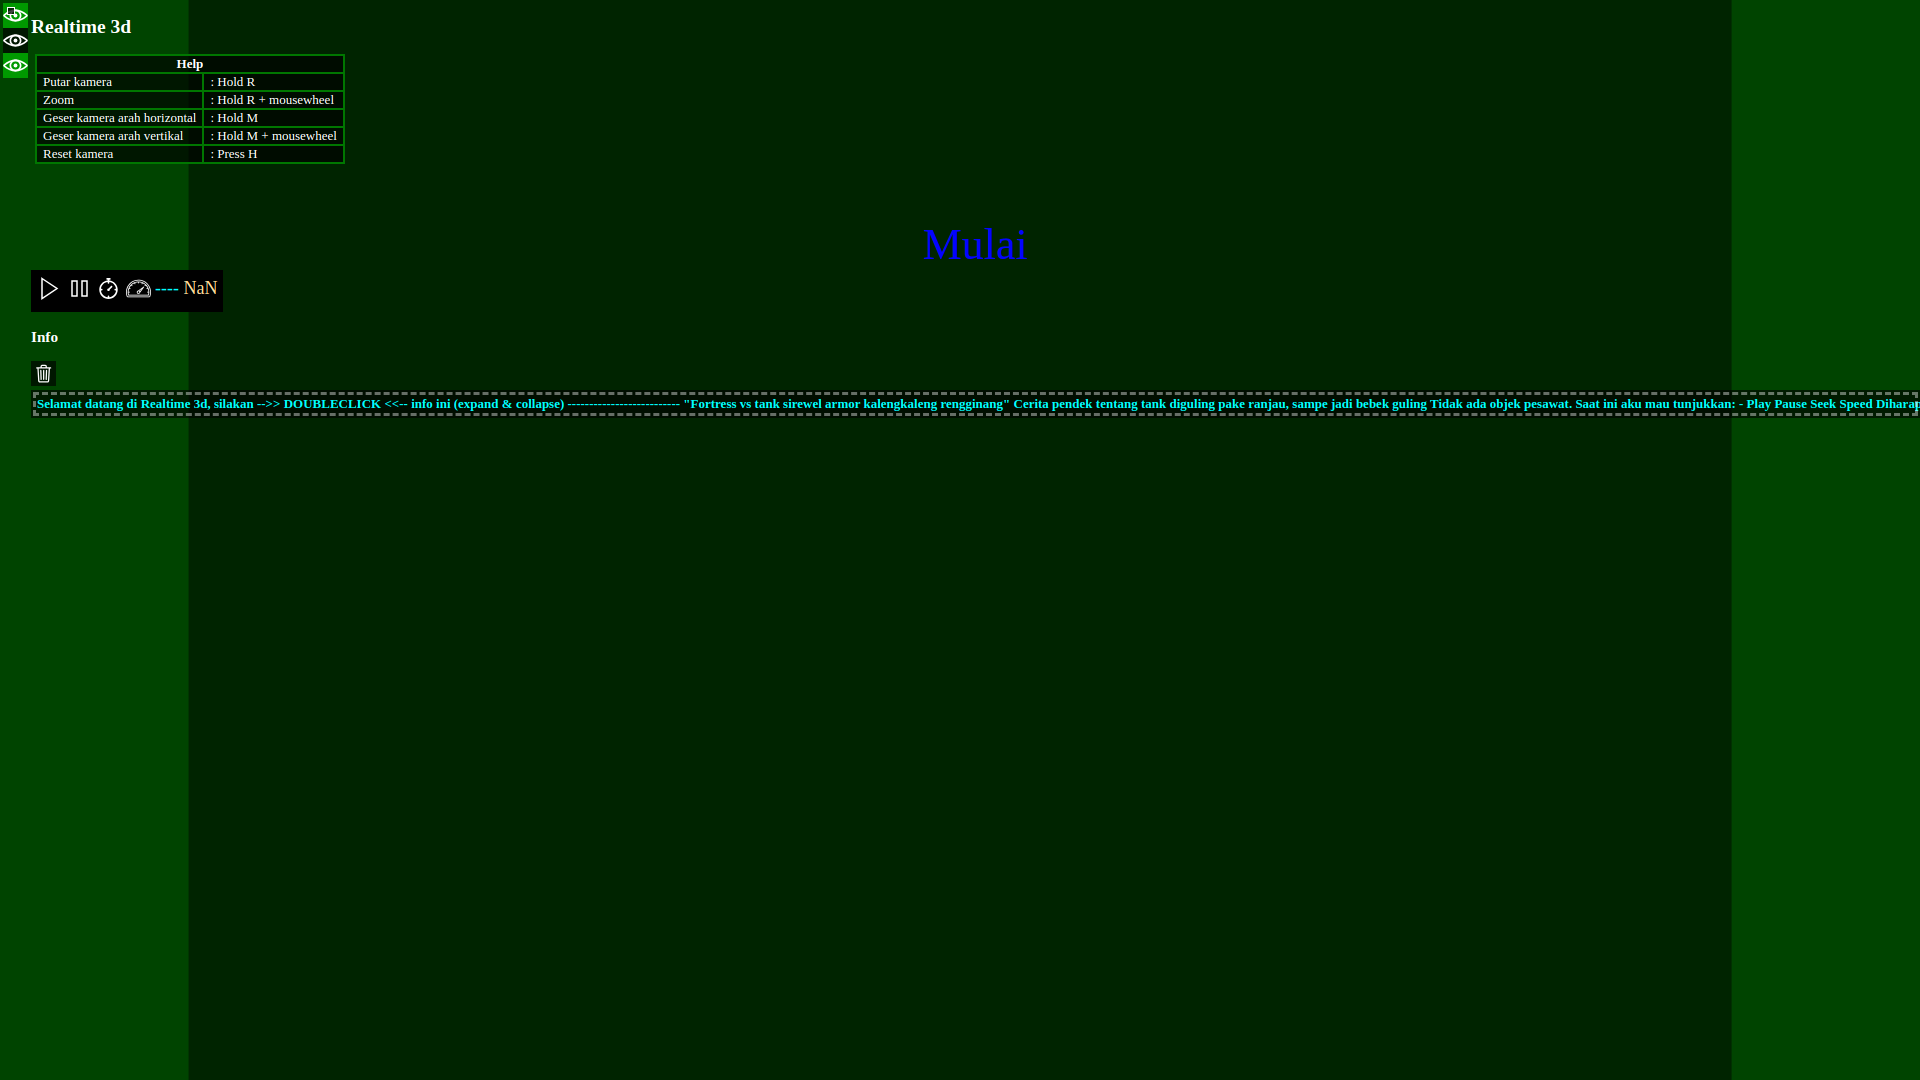 Realtime 3d
Help
Putar kamera : Hold R
Zoom : Hold R + mousewheel
Geser kamera arah horizontal : Hold M
Geser kamera arah vertikal : Hold M + mousewheel
Reset kamera : Press H
Mulai
---- NaN
Info
Selamat datang di Realtime 3d, silakan -->> DOUBLECLICK <<-- info ini (expand & collapse) -------------------------- "Fortress vs tank sirewel armor kalengkaleng rengginang" Cerita pendek tentang tank diguling pake ranjau, sampe jadi bebek guling Tidak ada objek pesawat. Saat ini aku mau tunjukkan: - Play Pause Seek Speed